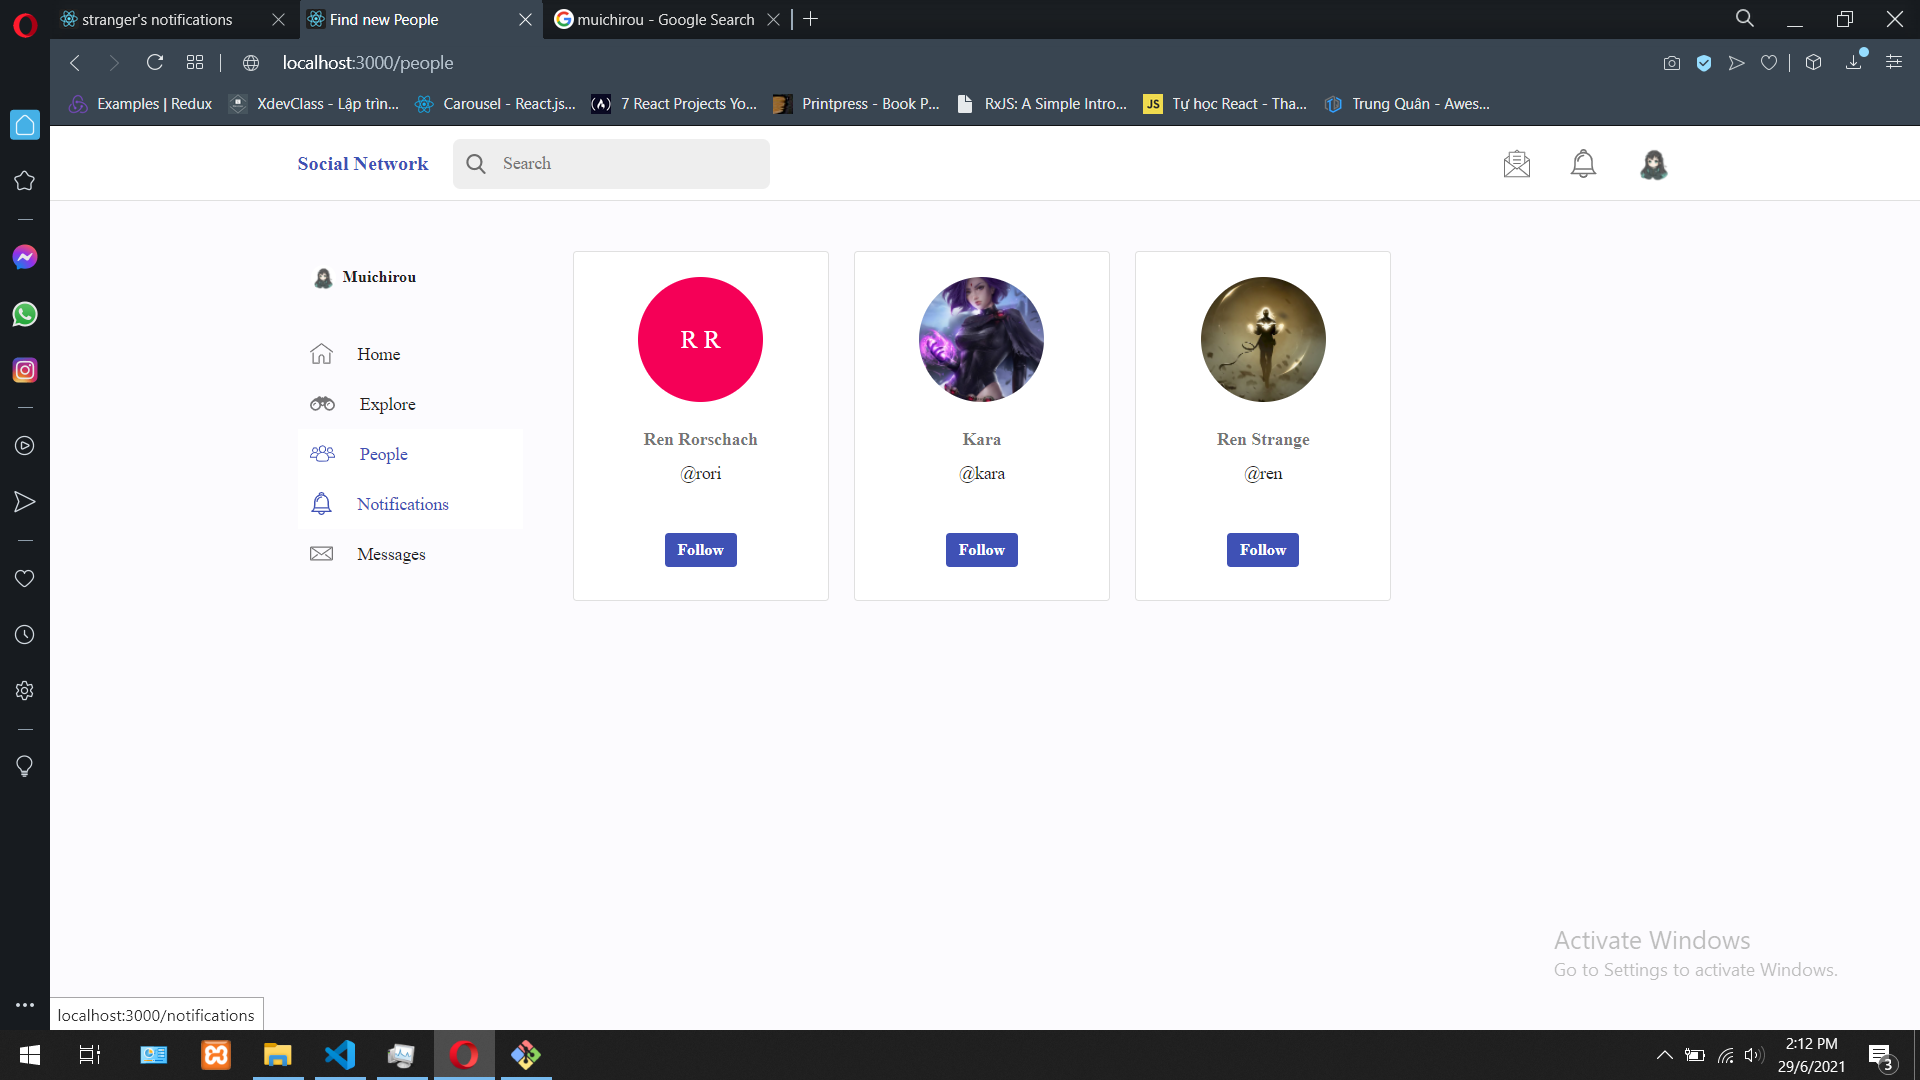 stranger's notifications
Find new People
muichirou - Google Search
localhost:3000/people
Examples | Redux
XdevClass - Lập trìn...
Carousel - React.js...
7 React Projects Yo...
Printpress - Book P...
RxJS: A Simple Intro...
JS
Tự học React - Tha...
Trung Quân - Awes...
Social Network
Search
Muichirou
Home
Explore
People
Notifications
Messages
R R
Ren Rorschach
@rori
Follow
Kara
@kara
Follow
Ren Strange
@ren
Follow
Activate Windows
Go to Settings to activate Windows.
localhost:3000/notifications
2:12 PM
29/6/2021
3